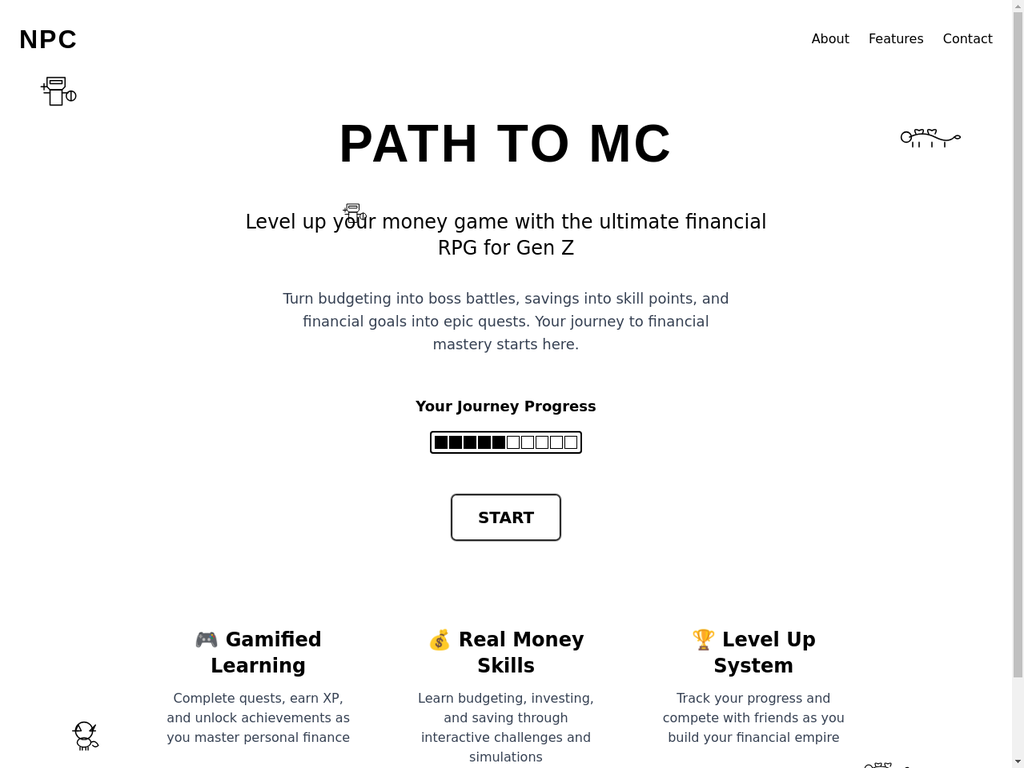 NPC
About
Features
Contact
PATH TO MC
Level up your money game with the ultimate financial
RPG for Gen Z
Turn budgeting into boss battles, savings into skill points, and
financial goals into epic quests. Your journey to financial
mastery starts here.
Your Journey Progress
START
🎮 Gamified
Learning
Complete quests, earn XP,
and unlock achievements as
you master personal finance
💰 Real Money
Skills
Learn budgeting, investing,
and saving through
interactive challenges and
simulations
🏆 Level Up
System
Track your progress and
compete with friends as you
build your financial empire